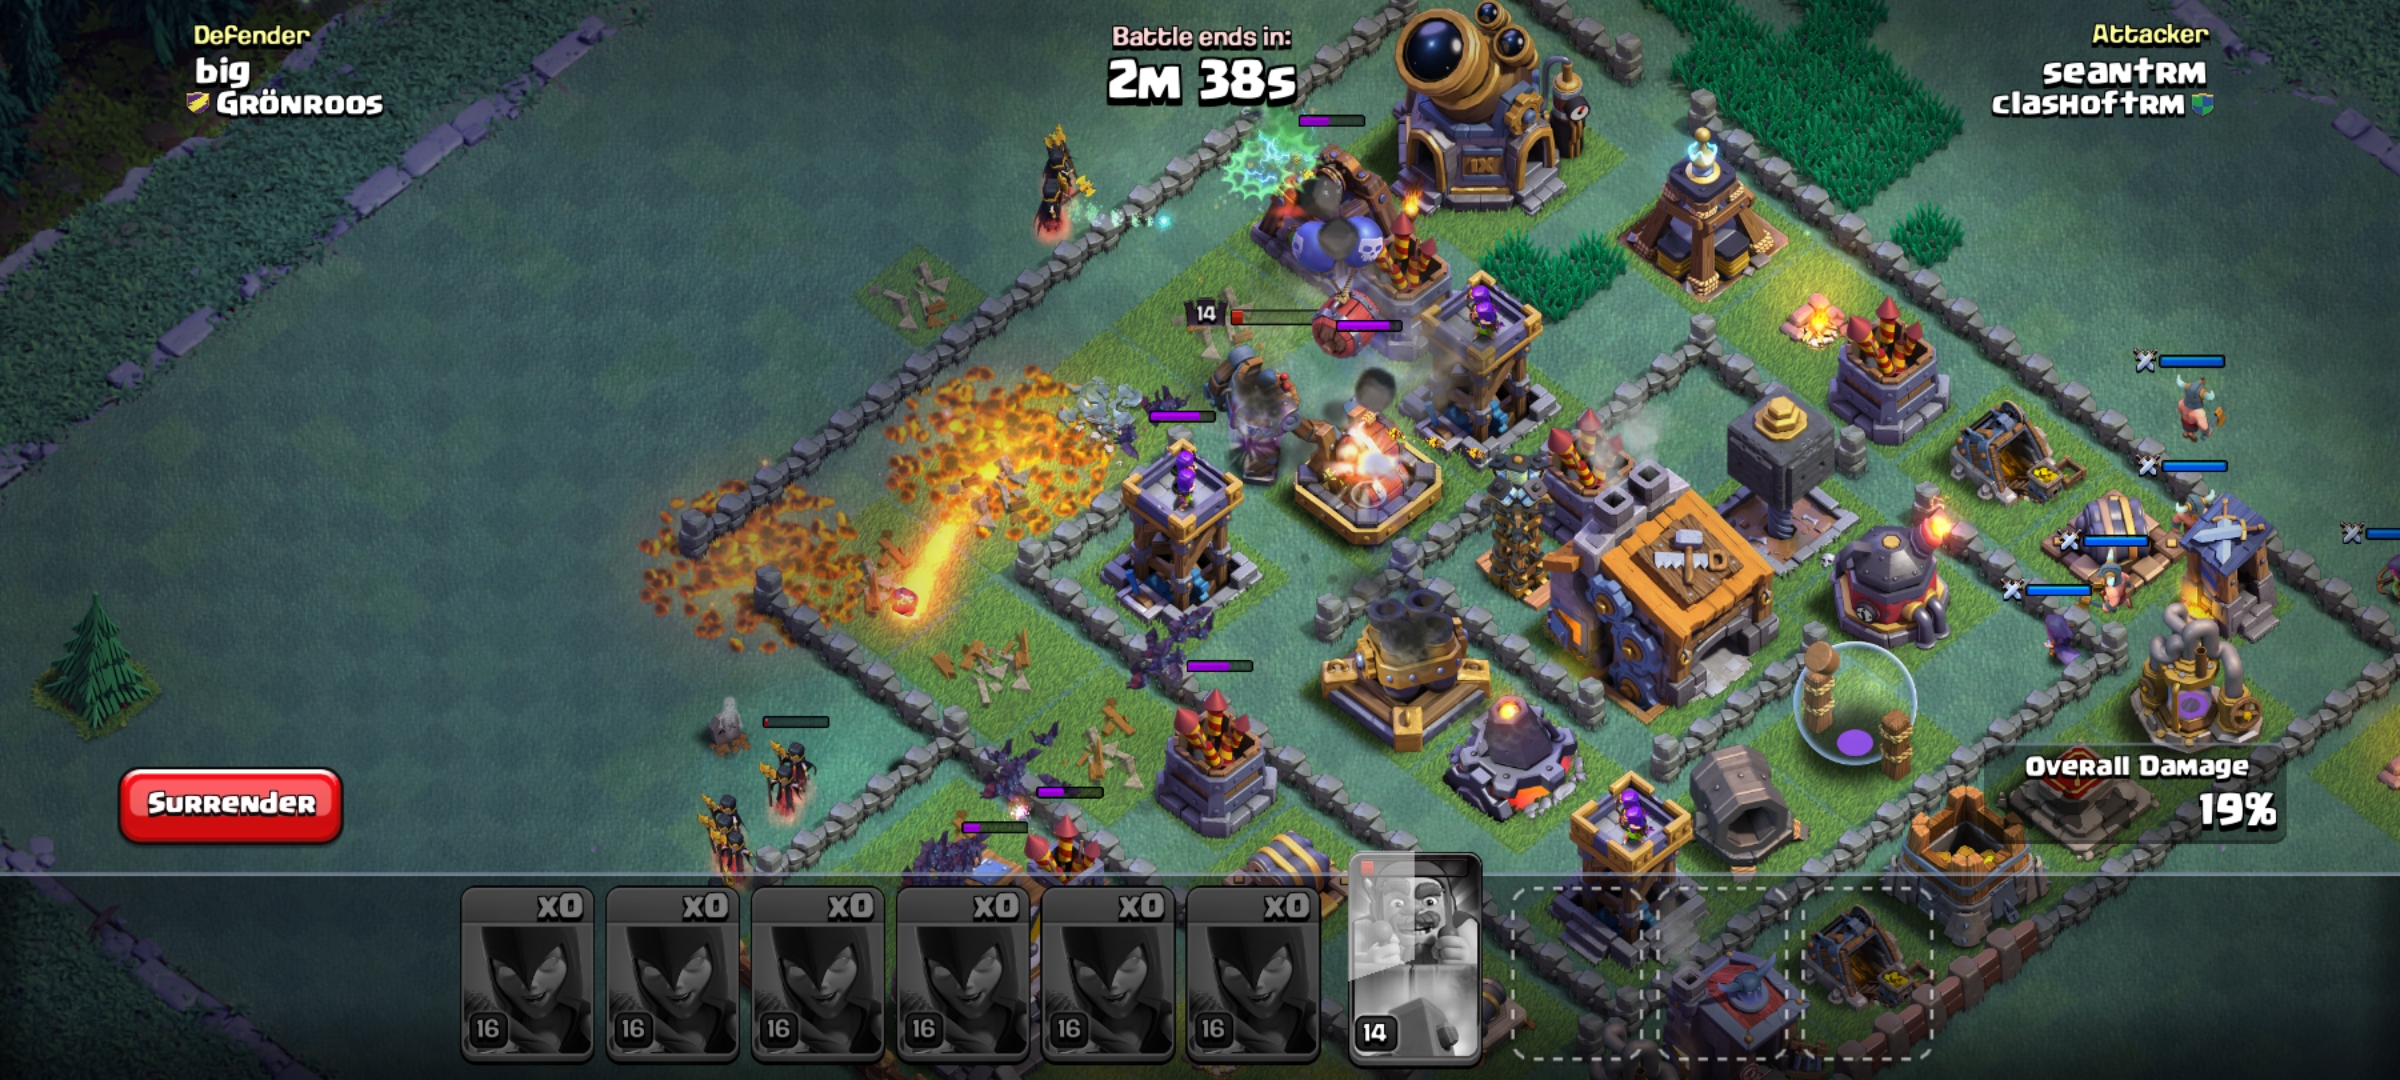 Defender
big
GRÖNROOS
Battle ends in:
2M 38s
Attacker
seantRM
clashoftRM
IX
14
Surrender
Overall Damage
19%
x0
x0
x0
x0
x0
x0
16
16
16
16
16
16
14